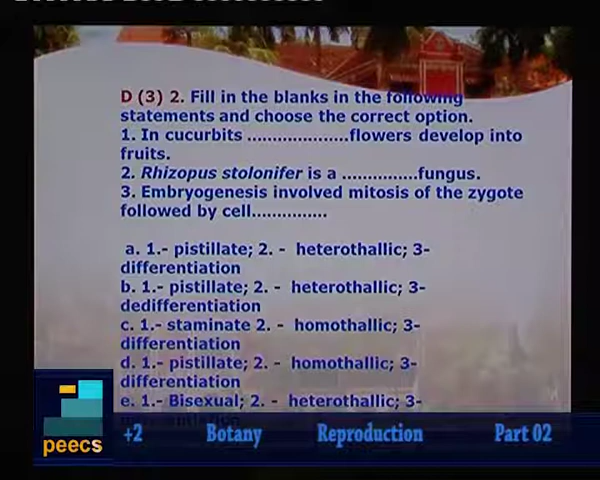 D (3) 2. Fill in the blanks in the following
statements and choose the correct option.
1. In cucurbits ...................flowers develop into
fruits.
2. Rhizopus stolonifer is a ..............fungus.
3. Embryogenesis involved mitosis of the zygote
followed by cell..............
a. 1.- pistillate; 2. - heterothallic; 3-
differentiation
b. 1.- pistillate; 2. - heterothallic; 3-
dedifferentiation
c. 1.- staminate 2. - homothallic; 3-
differentiation
d. 1.- pistillate; 2. - homothallic; 3-
differentiation
e. 1.- Bisexual; 2. - heterothallic; 3-
peecs
+2 Botany Reproduction Part 02